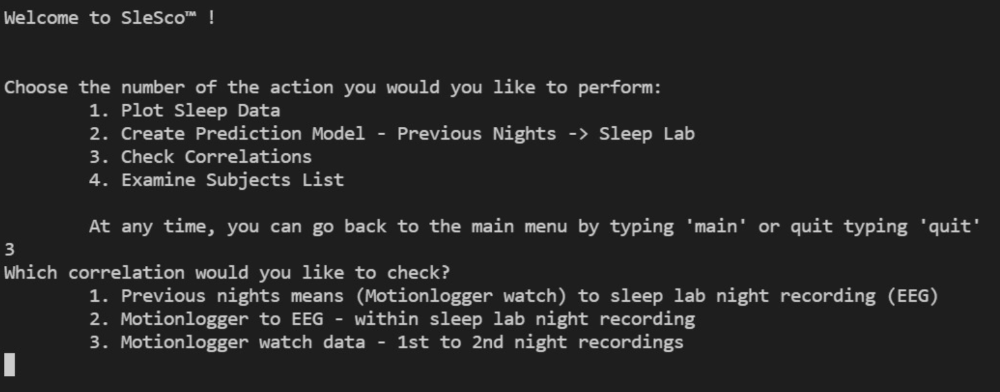 Welcome to SleSco™ !
Choose the number of the action you would you like to perform:
1. Plot Sleep Data
2. Create Prediction Model - Previous Nights -> Sleep Lab
3. Check Correlations
4. Examine Subjects List
At any time, you can go back to the main menu by typing 'main' or quit typing 'quit'
3
Which correlation would you like to check?
1. Previous nights means (Motionlogger watch) to sleep lab night recording (EEG)
2. Motionlogger to EEG - within sleep lab night recording
3. Motionlogger watch data - 1st to 2nd night recordings